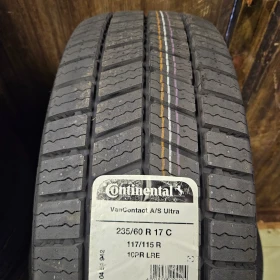 Continental
VanContact A/S Ultra
235/60 R 17 C
117/115 R
10PR LRE